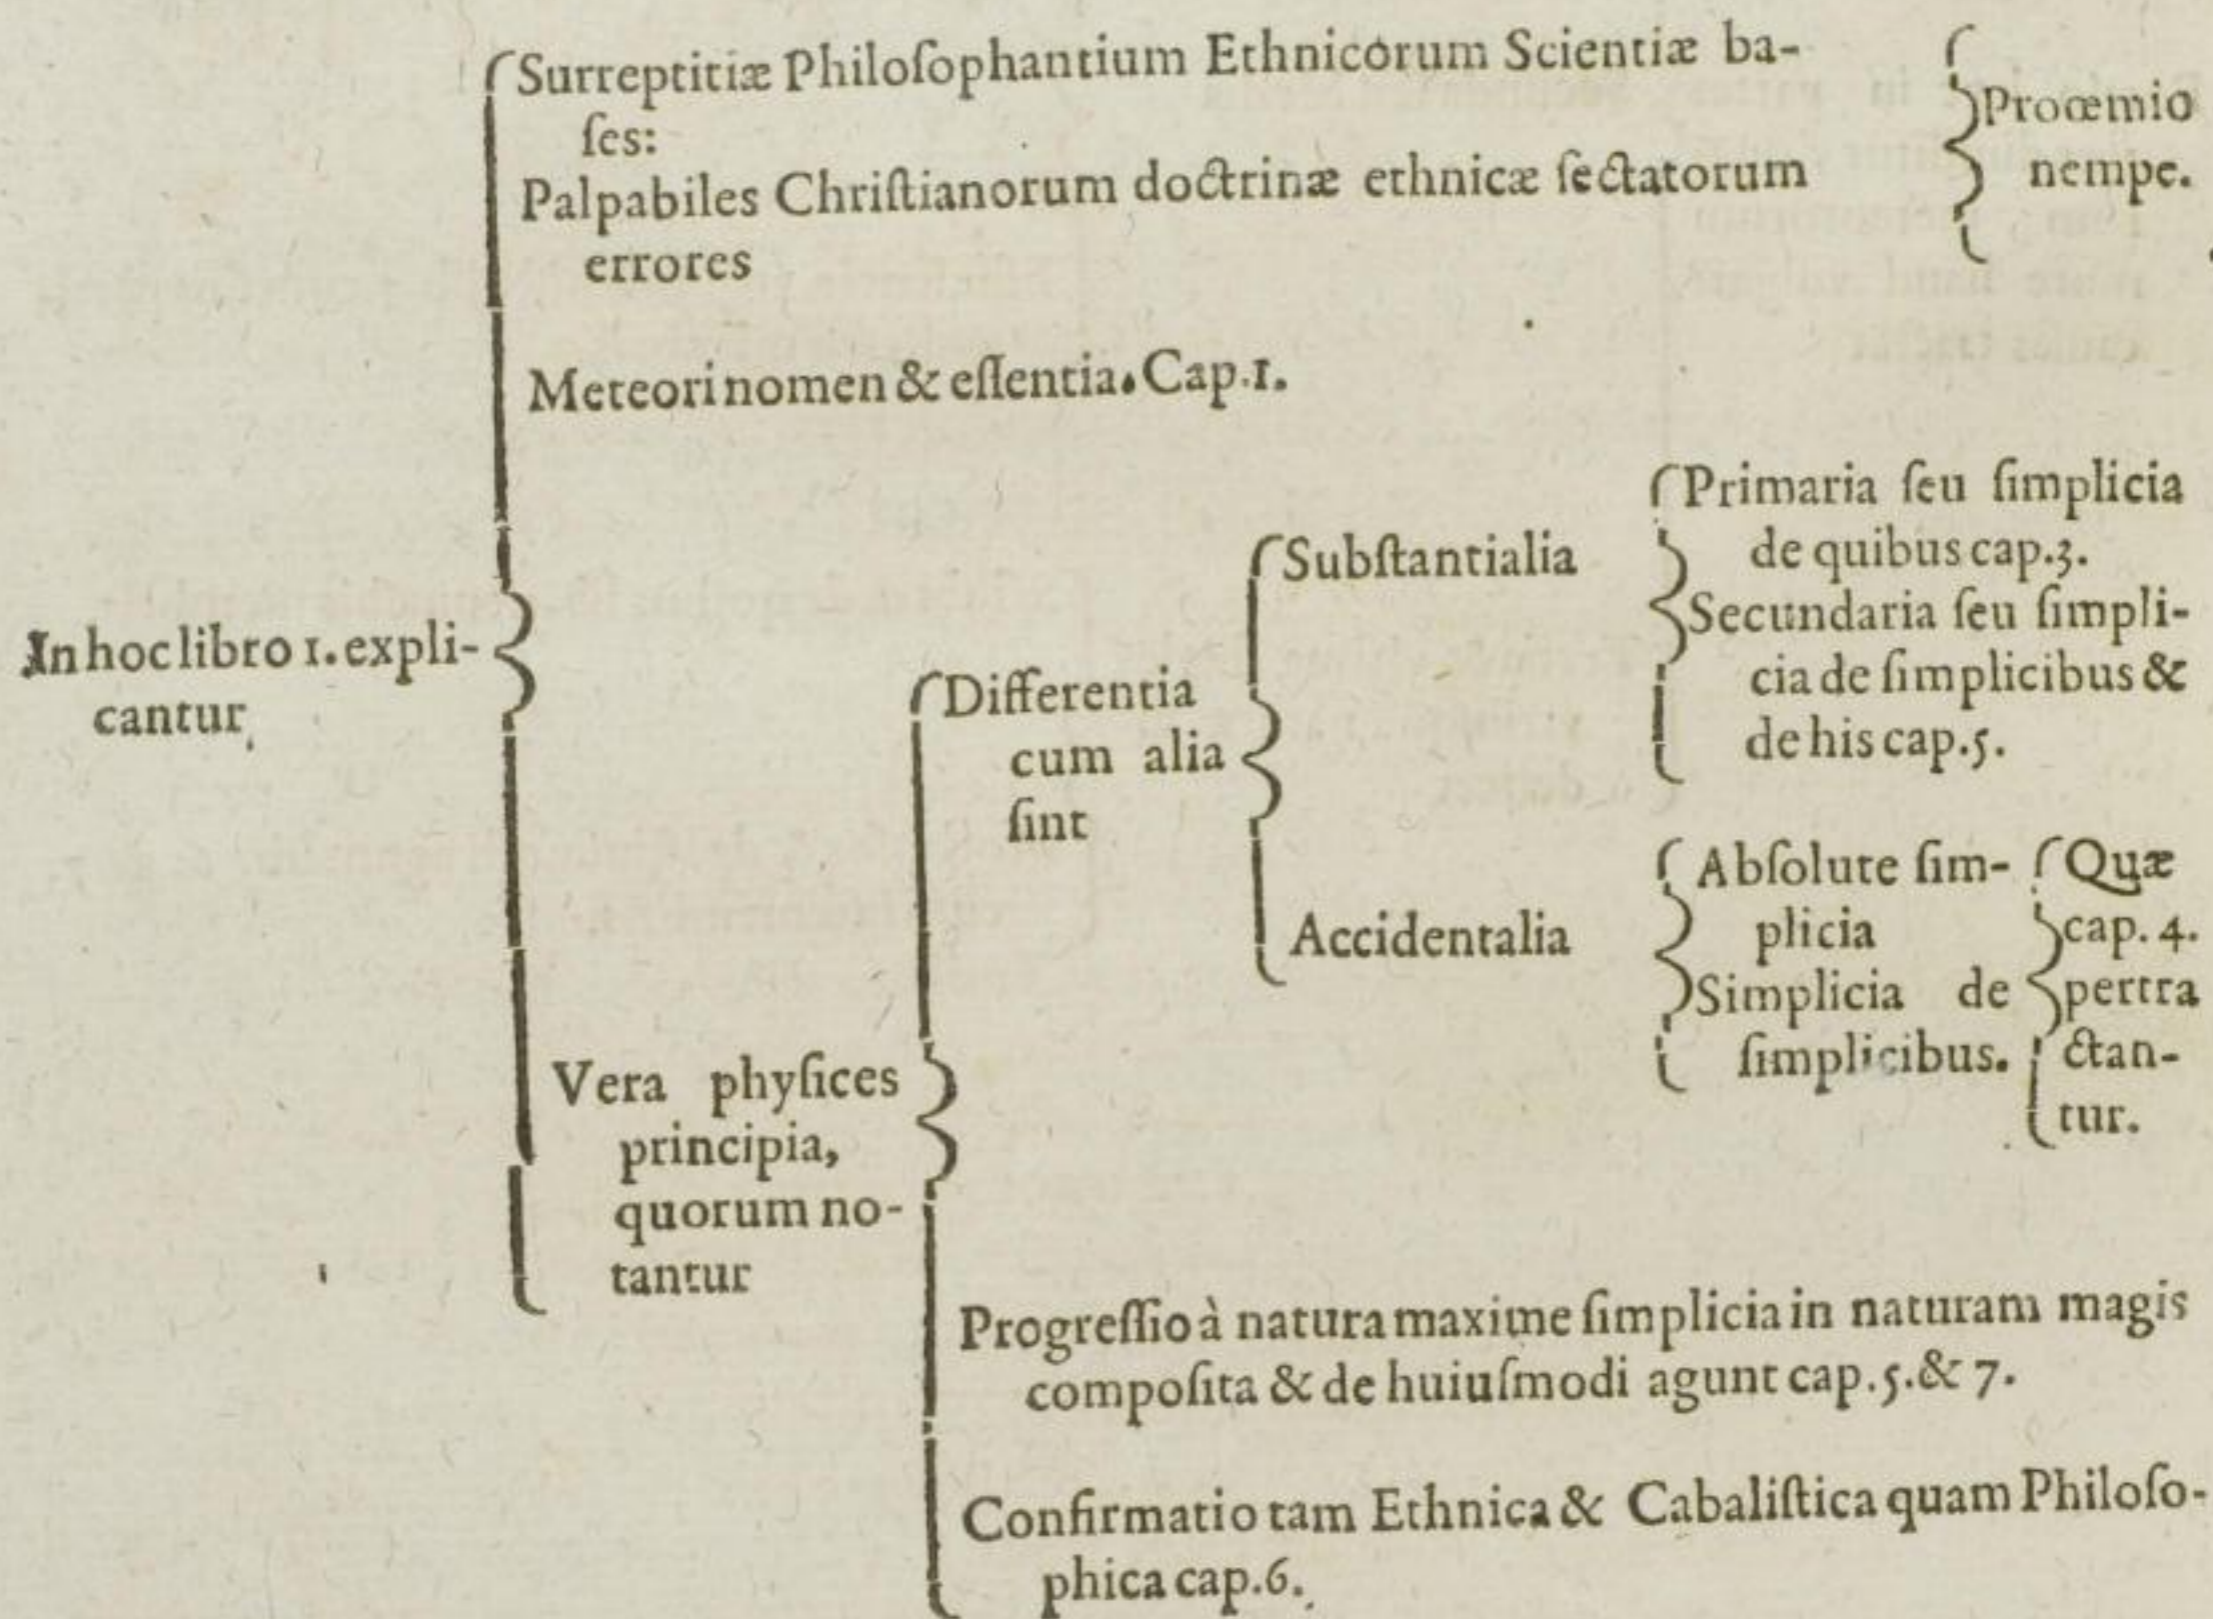 Surreptitiæ Philoſophantium Ethnicorum Scientiæ ba-
ſes:
Palpabiles Chriſtianorum doctrinæ ethnicæ ſectatorum
errores
Proœmio
nempe.
Meteori nomen & eſſentia. Cap. 1.
In hoc libro 1. expli-
cantur
Vera phyſices
principia,
quorum no-
tantur
Differentia
cum alia
ſint
Subſtantialia
Primaria ſeu ſimplicia
de quibus cap. 3.
Secundaria ſeu ſimpli-
cia de ſimplicibus &
de his cap. 5.
Accidentalia
Abſolute ſim-
plicia
Simplicia de
ſimplicibus.
Quæ
cap. 4.
pertra
ctan-
tur.
Progreſſio à natura maxime ſimplicia in naturam magis
compoſita & de huiuſmodi agunt cap. 5. & 7.
Confirmatio tam Ethnica & Cabaliſtica quam Philoſo-
phica cap. 6.